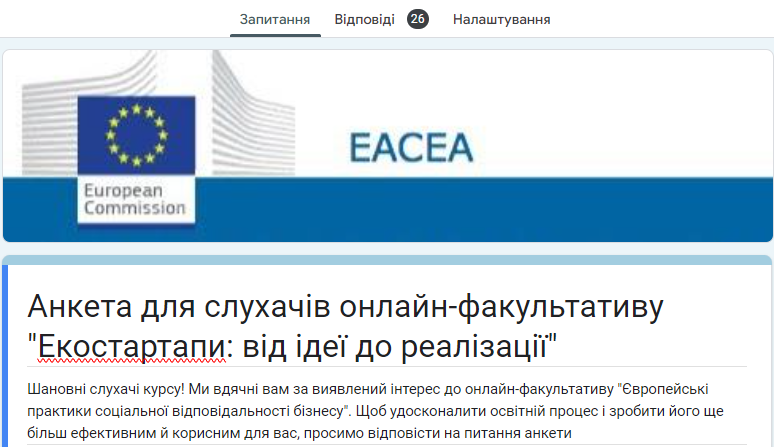 Запитання Відповіді 26 Налаштування
EACEA
European
Commission
Анкета для слухачів онлайн-факультативу
"Екостартапи: від ідеї до реалізації"
Шановні слухачі курсу! Ми вдячні вам за виявлений інтерес до онлайн-факультативу "Європейські
практики соціальної відповідальності бізнесу". Щоб удосконалити освітній процес і зробити його ще
більш ефективним й корисним для вас, просимо відповісти на питання анкети